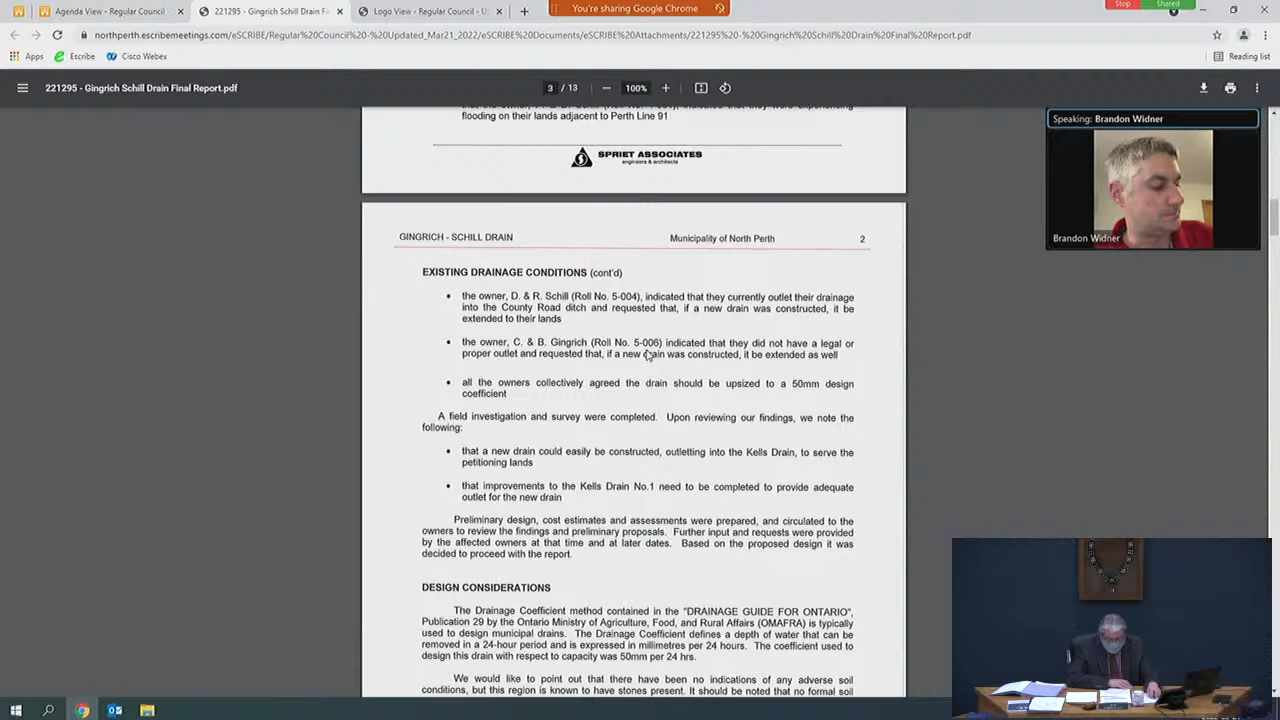 Agenda View - Regular Council
221295 - Gingrich Schill Drain Fi
Logo View - Regular Council - U
You're sharing Google Chrome
Stop
Shared
northperth.escribemeetings.com/eSCRIBE/Regular%20Council%20-%20Updated_Mar21_2022/eSCRIBE%20Documents/eSCRIBE%20Attachments/221295%20-%20Gingrich%20Schill%20Drain%20Final%20Report.pdf
Apps
Escribe
Cisco Webex
Reading list
221295 - Gingrich Schill Drain Final Report.pdf
3 / 13
100%
flooding on their lands adjacent to Perth Line 91
SPRIET ASSOCIATES
engineers & architects
Speaking: Brandon Widner
Brandon Widner
GINGRICH - SCHILL DRAIN
Municipality of North Perth
2
EXISTING DRAINAGE CONDITIONS (cont'd)
• the owner, D. & R. Schill (Roll No. 5-004), indicated that they currently outlet their drainage
into the County Road ditch and requested that, if a new drain was constructed, it be
extended to their lands
• the owner, C. & B. Gingrich (Roll No. 5-006) indicated that they did not have a legal or
proper outlet and requested that, if a new drain was constructed, it be extended as well
• all the owners collectively agreed the drain should be upsized to a 50mm design
coefficient
A field investigation and survey were completed. Upon reviewing our findings, we note the
following:
• that a new drain could easily be constructed, outletting into the Kells Drain, to serve the
petitioning lands
• that improvements to the Kells Drain No.1 need to be completed to provide adequate
outlet for the new drain
Preliminary design, cost estimates and assessments were prepared, and circulated to the
owners to review the findings and preliminary proposals. Further input and requests were provided
by the affected owners at that time and at later dates. Based on the proposed design it was
decided to proceed with the report.
DESIGN CONSIDERATIONS
The Drainage Coefficient method contained in the "DRAINAGE GUIDE FOR ONTARIO",
Publication 29 by the Ontario Ministry of Agriculture, Food, and Rural Affairs (OMAFRA) is typically
used to design municipal drains. The Drainage Coefficient defines a depth of water that can be
removed in a 24-hour period and is expressed in millimetres per 24 hours. The coefficient used to
design this drain with respect to capacity was 50mm per 24 hrs.
We would like to point out that there have been no indications of any adverse soil
conditions, but this region is known to have stones present. It should be noted that no formal soil